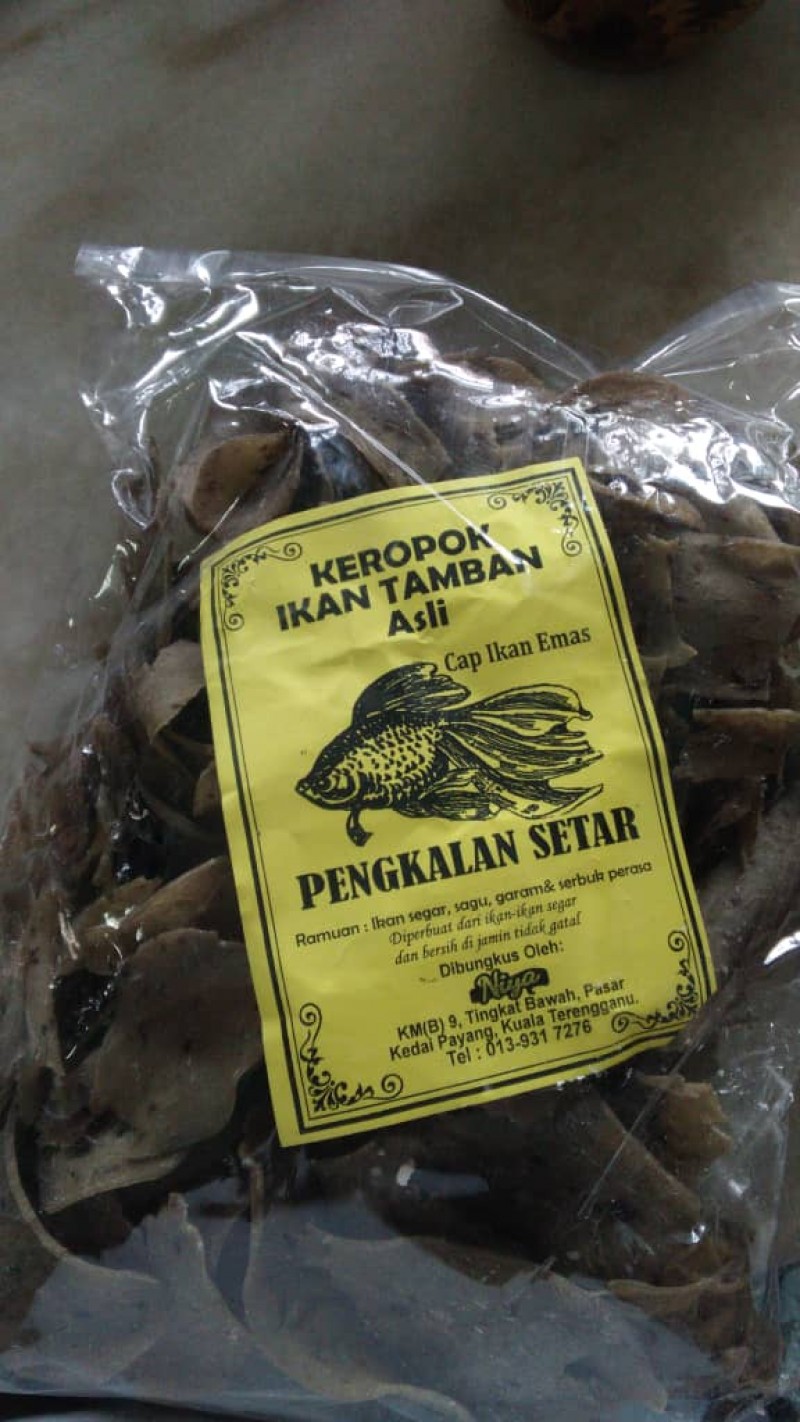 KEROPOK
IKAN TAMBAN
Asli
Cap Ikan Emas
PENGKALAN SETAR
Ramuan : Ikan segar, sagu, garam& serbuk perasa
Diperbuat dari ikan-ikan segar
dan bersih di jamin tidak gatal
Dibungkus Oleh:
Niya
KM(B) 9, Tingkat Bawah, Pasar
Kedai Payang, Kuala Terengganu.
Tel : 013-931 7276